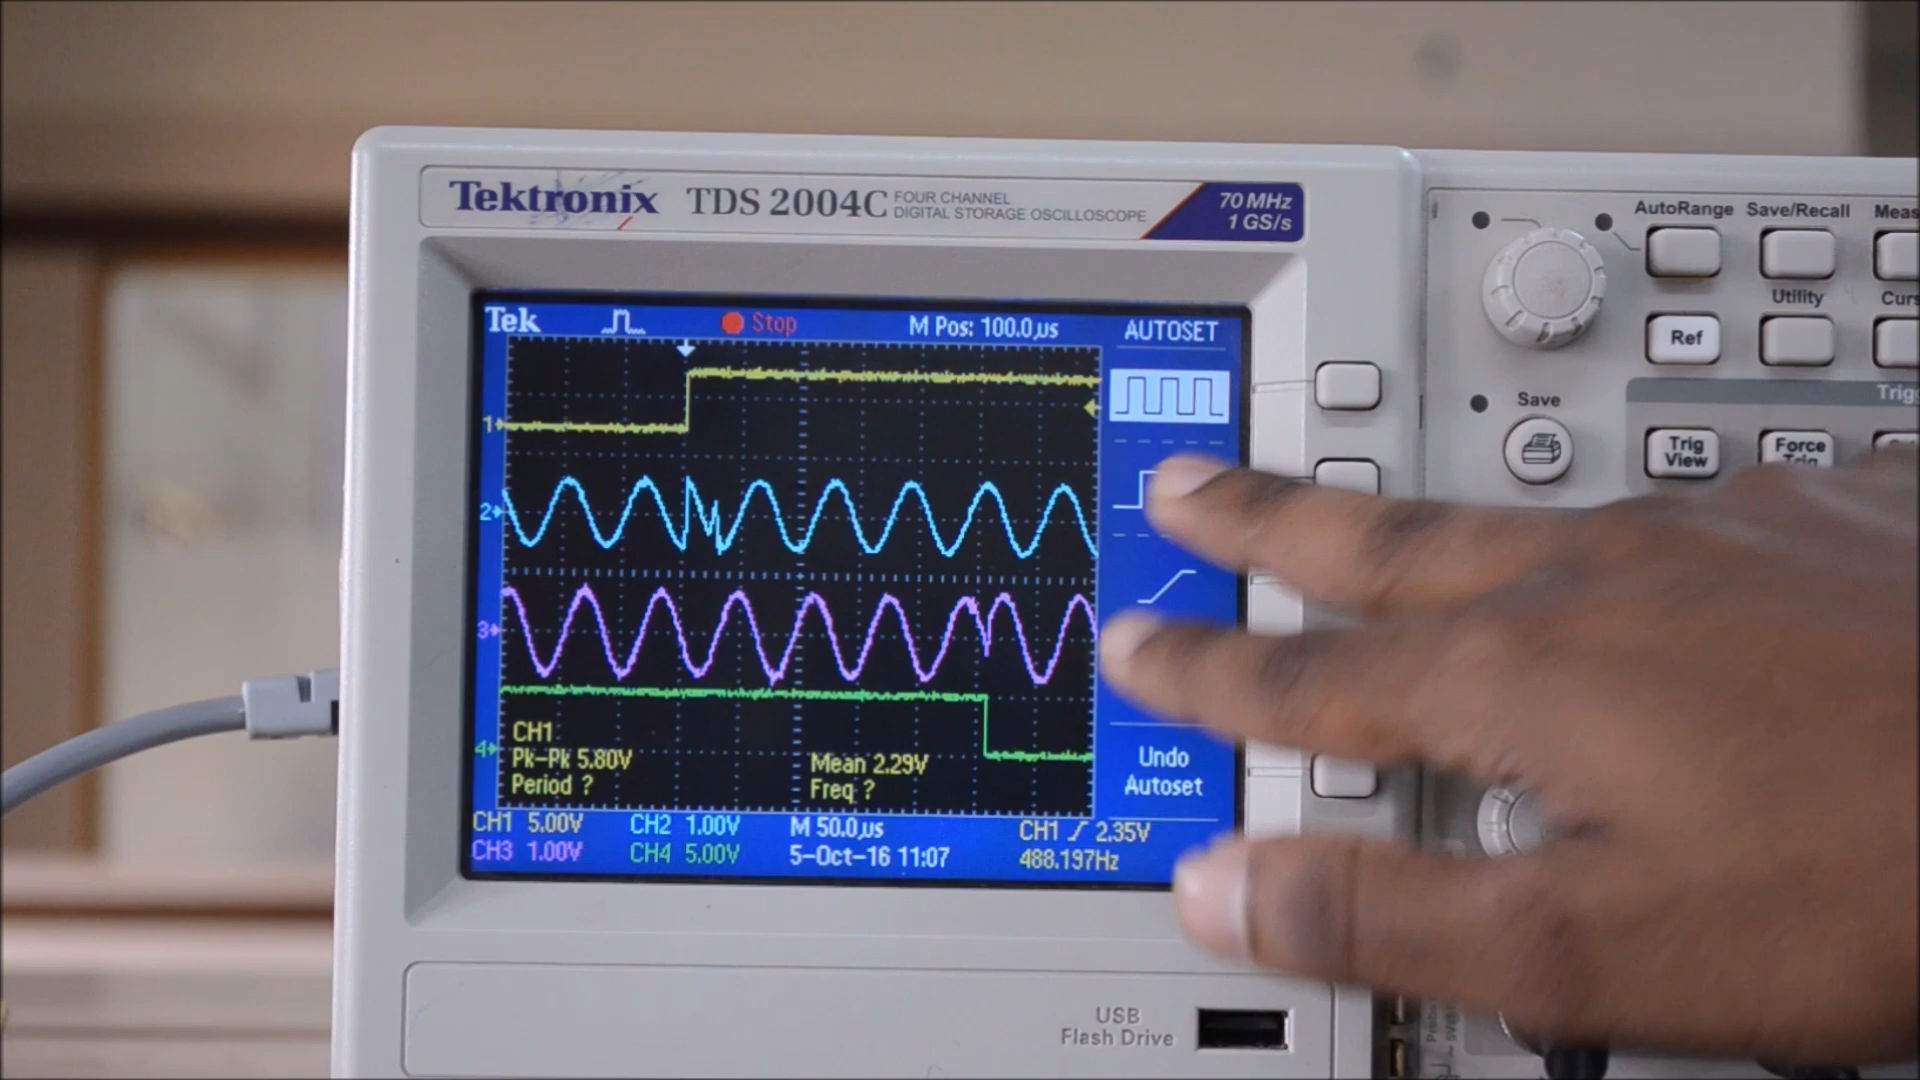 Tektronix TDS 2004C FOUR CHANNEL DIGITAL STORAGE OSCILLOSCOPE
70 MHz
1 GS/s
AutoRange Save/Recall
Utility
Ref
Save
Trig View
Force
Tek Stop M Pos: 100.0µs AUTOSET
1
2
3
4
CH1
Pk-Pk 5.80V Mean 2.29V
Period ? Freq ?
Undo
Autoset
CH1 5.00V CH2 1.00V M 50.0µs CH1 2.35V
CH3 1.00V CH4 5.00V 5-Oct-16 11:07 488.197Hz
USB
Flash Drive